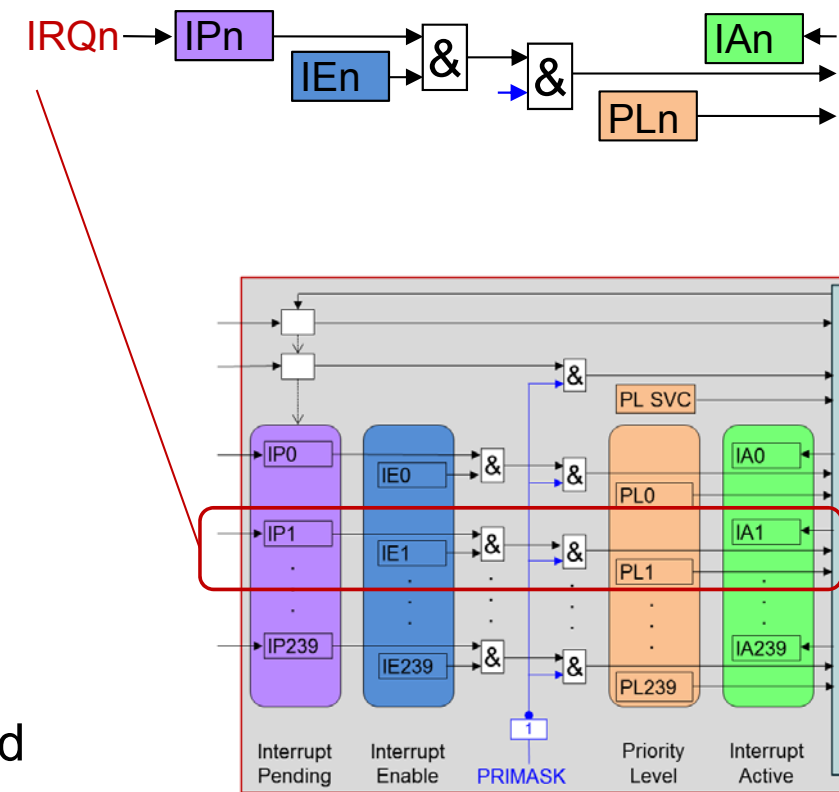 IRQn IPn IAn
IEn & &
PLn
&
PL SVC
IP0 & IA0
IE0 &
PL0
IP1 & IA1
IE1 &
PL1
IP239 & IA239
IE239 &
PL239
d
1
Interrupt Interrupt Priority Interrupt
Pending Enable PRIMASK Level Active